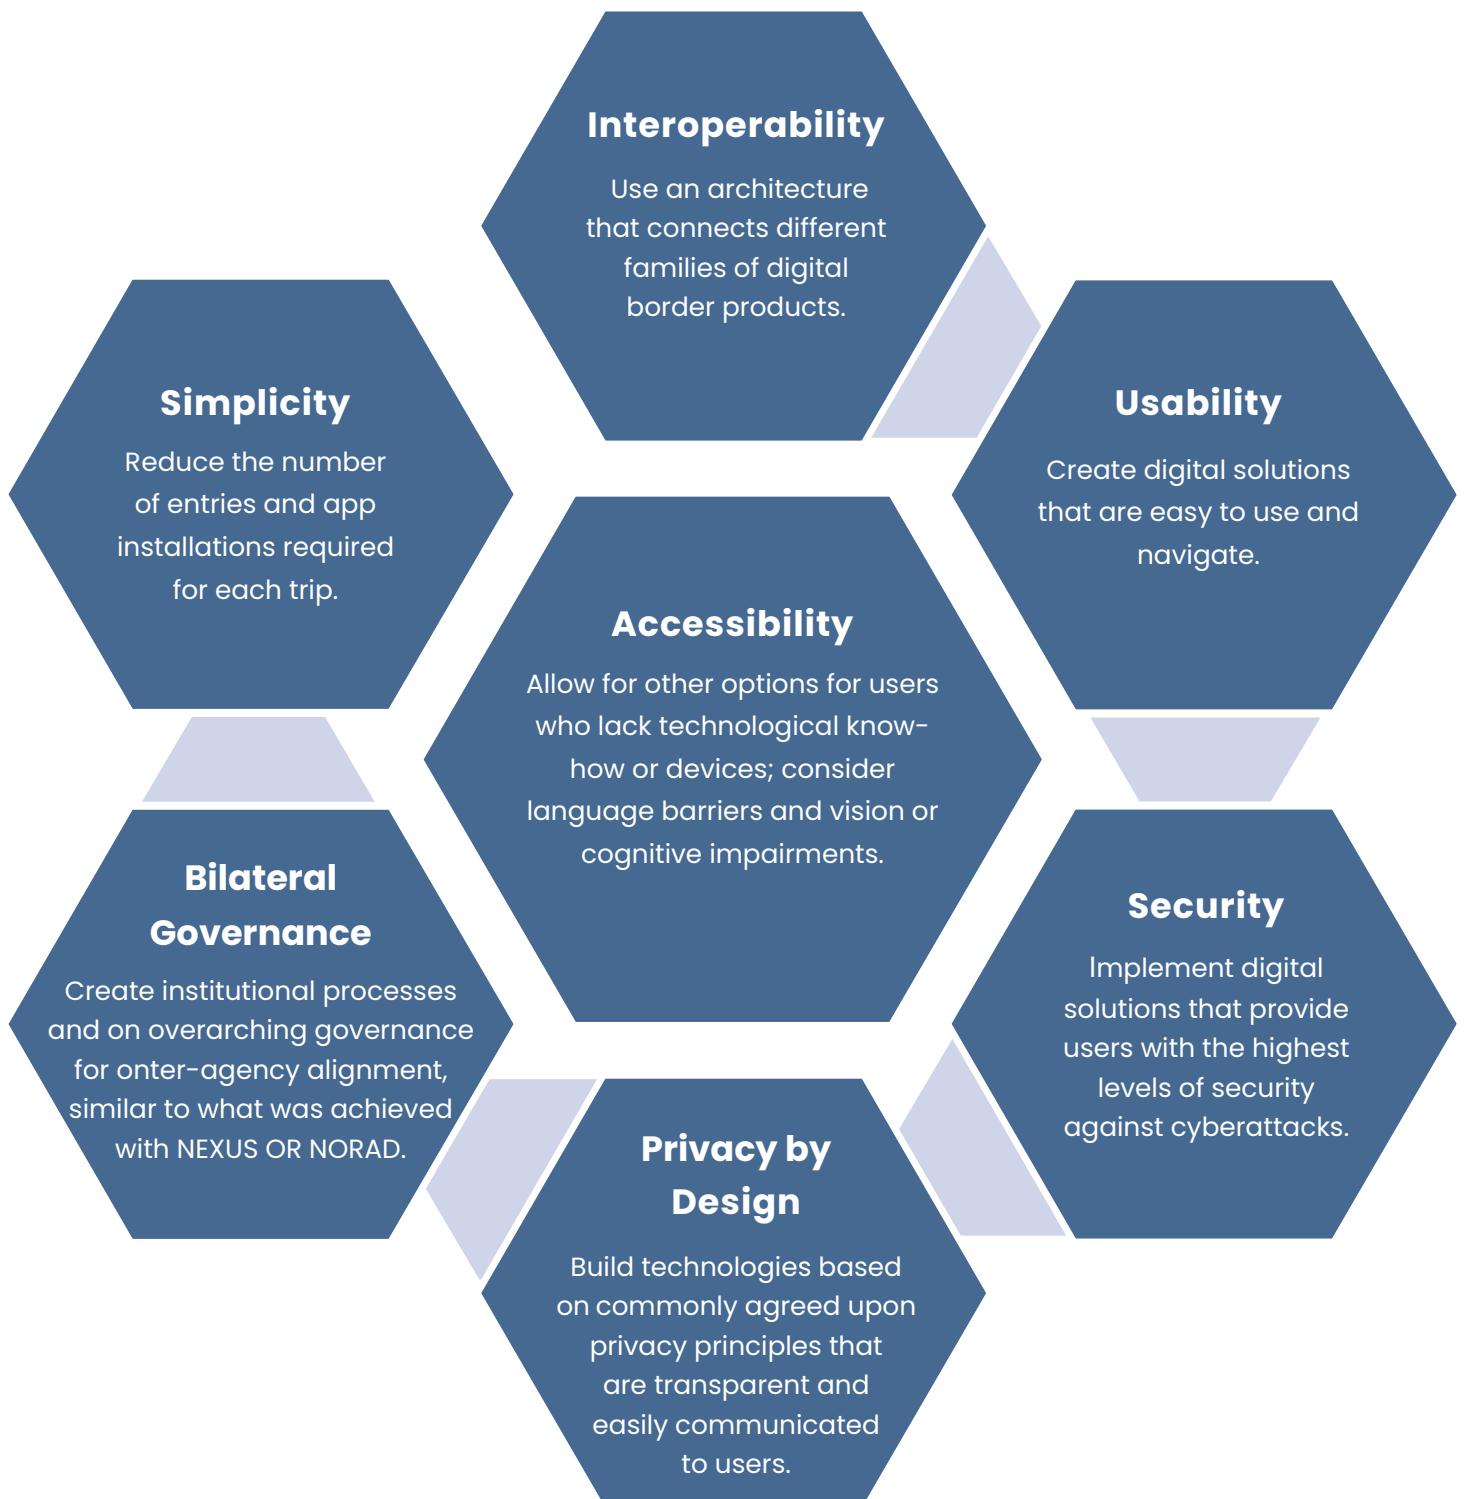 Interoperability
Use an architecture
that connects different
families of digital
border products.
Simplicity
Reduce the number
of entries and app
installations required
for each trip.
Usability
Create digital solutions
that are easy to use and
navigate.
Accessibility
Allow for other options for users
who lack technological know-
how or devices; consider
language barriers and vision or
cognitive impairments.
Bilateral
Governance
Create institutional processes
and on overarching governance
for onter-agency alignment,
similar to what was achieved
with NEXUS OR NORAD.
Security
Implement digital
solutions that provide
users with the highest
levels of security
against cyberattacks.
Privacy by
Design
Build technologies based
on commonly agreed upon
privacy principles that
are transparent and
easily communicated
to users.